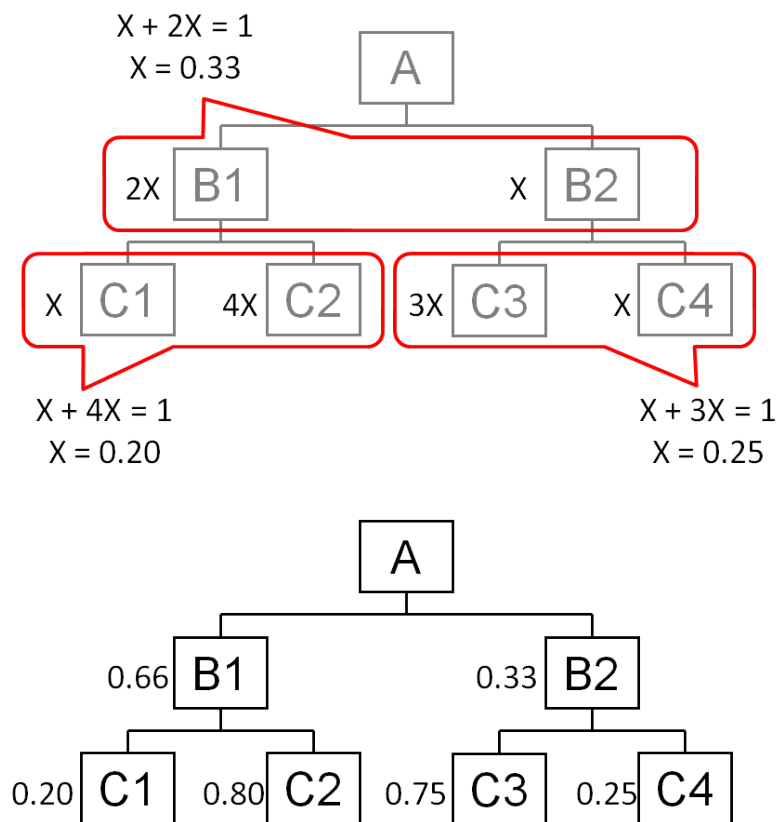 X + 2X = 1
X = 0.33
A
2X B1 X B2
X C1 4X C2 3X C3 X C4
X + 4X = 1 X + 3X = 1
X = 0.20 X = 0.25
A
0.66 B1 0.33 B2
0.20 C1 0.80 C2 0.75 C3 0.25 C4